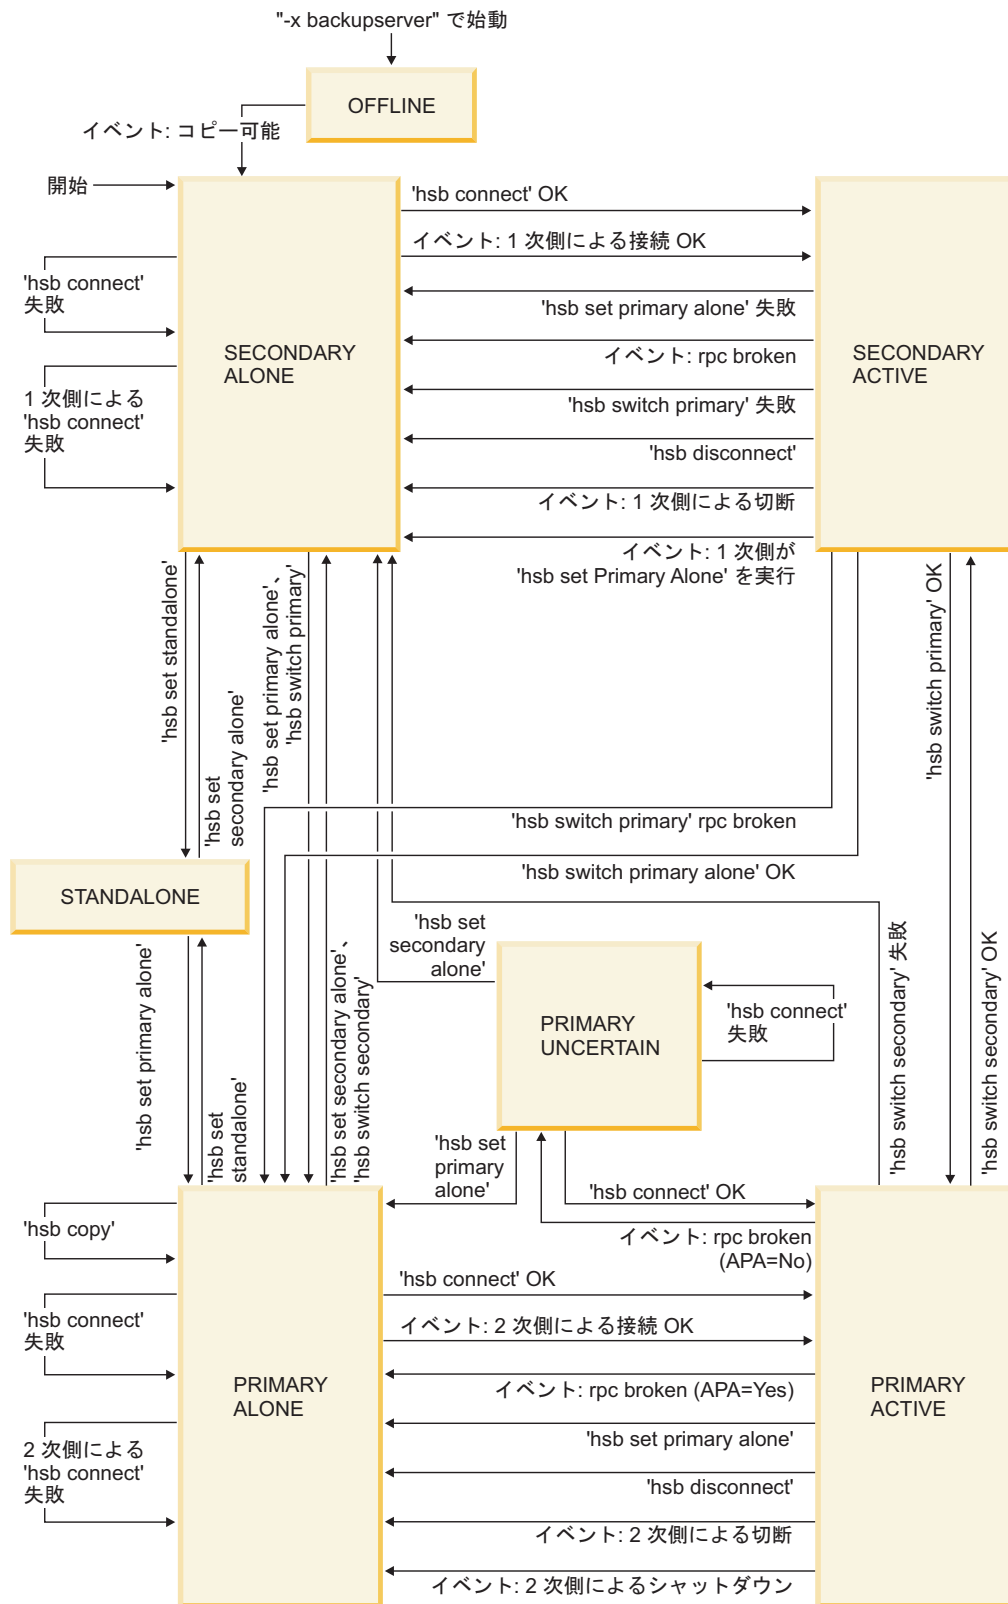 "-x backupserver" で始動
OFFLINE
イベント: コピー可能
開始
'hsb connect' OK
イベント: 1 次側による接続 OK
'hsb connect'
失敗
'hsb set primary alone' 失敗
SECONDARY
ALONE
イベント: rpc broken
SECONDARY
ACTIVE
1 次側による
'hsb connect'
失敗
'hsb switch primary' 失敗
'hsb disconnect'
イベント: 1 次側による切断
イベント: 1 次側が
'hsb set Primary Alone' を実行
'hsb set standalone'
'hsb set
secondary alone'
'hsb set primary alone'、
'hsb switch primary'
'hsb switch primary' OK
'hsb switch primary' rpc broken
'hsb switch primary alone' OK
STANDALONE
'hsb set
secondary
alone'
'hsb switch secondary' 失敗
'hsb switch secondary' OK
'hsb set primary alone'
'hsb set
standalone'
'hsb set secondary alone'、
'hsb switch secondary'
PRIMARY
UNCERTAIN
'hsb connect'
失敗
'hsb set
primary
alone'
'hsb connect' OK
イベント: rpc broken
(APA=No)
'hsb copy'
'hsb connect' OK
'hsb connect'
失敗
イベント: 2 次側による接続 OK
PRIMARY
ALONE
イベント: rpc broken (APA=Yes)
PRIMARY
ACTIVE
'hsb set primary alone'
2 次側による
'hsb connect'
失敗
'hsb disconnect'
イベント: 2 次側による切断
イベント: 2 次側によるシャットダウン